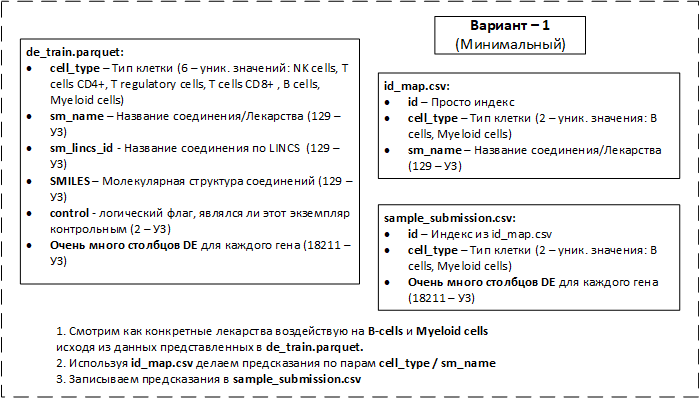 Вариант – 1
(Минимальный)
de_train.parquet:
• cell_type – Тип клетки (6 – уник. значений: NK cells, T
cells CD4+, T regulatory cells, T cells CD8+ , B cells,
Myeloid cells)
• sm_name – Название соединения/Лекарства (129 –
УЗ)
• sm_lincs_id - Название соединения по LINCS (129 –
УЗ)
• SMILES – Молекулярная структура соединений (129 –
УЗ)
• control - логический флаг, являлся ли этот экземпляр
контрольным (2 – УЗ)
• Очень много столбцов DE для каждого гена (18211 –
УЗ)
id_map.csv:
• id – Просто индекс
• cell_type – Тип клетки (2 – уник. значения: B
cells, Myeloid cells)
• sm_name – Название соединения/Лекарства
(129 – УЗ)
sample_submission.csv:
• id – Индекс из id_map.csv
• cell_type – Тип клетки (2 – уник. значения: B
cells, Myeloid cells)
• Очень много столбцов DE для каждого гена
(18211 – УЗ)
1. Смотрим как конкретные лекарства воздействую на B-cells и Myeloid cells
исходя из данных представленных в de_train.parquet.
2. Используя id_map.csv делаем предсказания по парам cell_type / sm_name
3. Записываем предсказания в sample_submission.csv